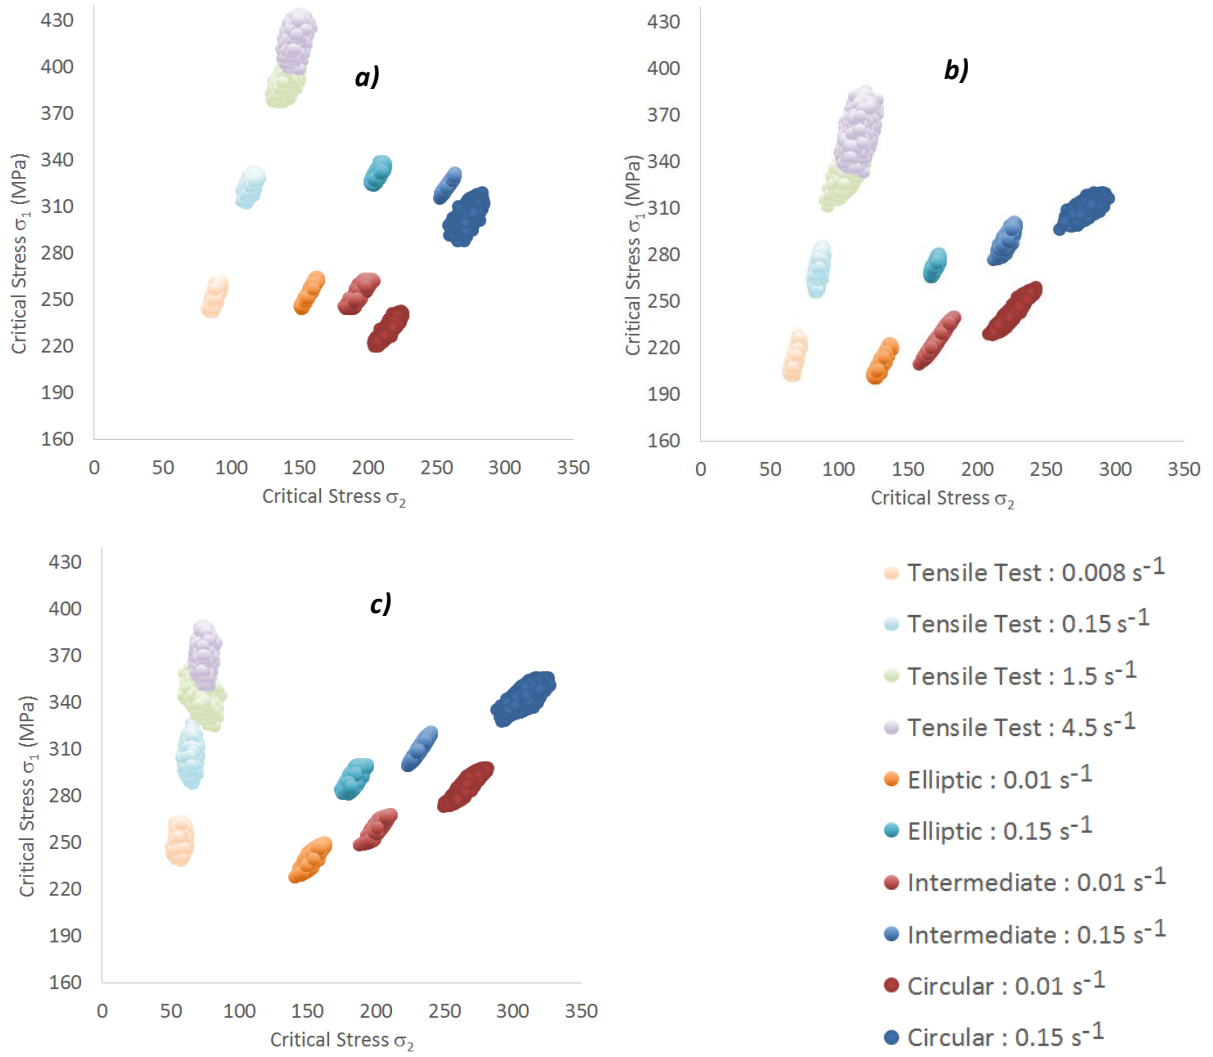 430
400
370
340
310
280
250
220
190
160
Critical Stress σ1 (MPa)
a)
0 50 100 150 200 250 300 350
Critical Stress σ2
430
400
370
340
310
280
250
220
190
160
Critical Stress σ1 (MPa)
b)
0 50 100 150 200 250 300 350
Critical Stress σ2
430
400
370
340
310
280
250
220
190
160
Critical Stress σ1 (MPa)
c)
0 50 100 150 200 250 300 350
Critical Stress σ2
Tensile Test : 0.008 s-1
Tensile Test : 0.15 s-1
Tensile Test : 1.5 s-1
Tensile Test : 4.5 s-1
Elliptic : 0.01 s-1
Elliptic : 0.15 s-1
Intermediate : 0.01 s-1
Intermediate : 0.15 s-1
Circular : 0.01 s-1
Circular : 0.15 s-1